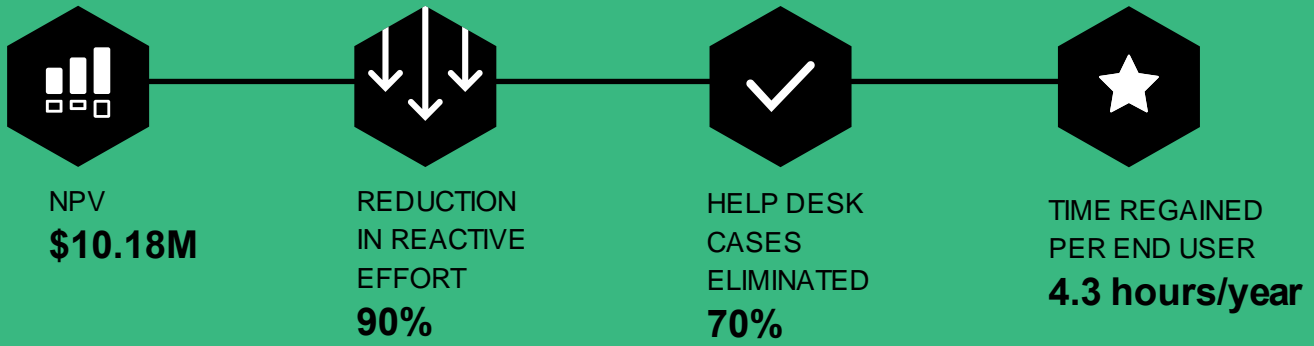 NPV
$10.18M
REDUCTION
IN REACTIVE
EFFORT
90%
HELP DESK
CASES
ELIMINATED
70%
TIME REGAINED
PER END USER
4.3 hours/year